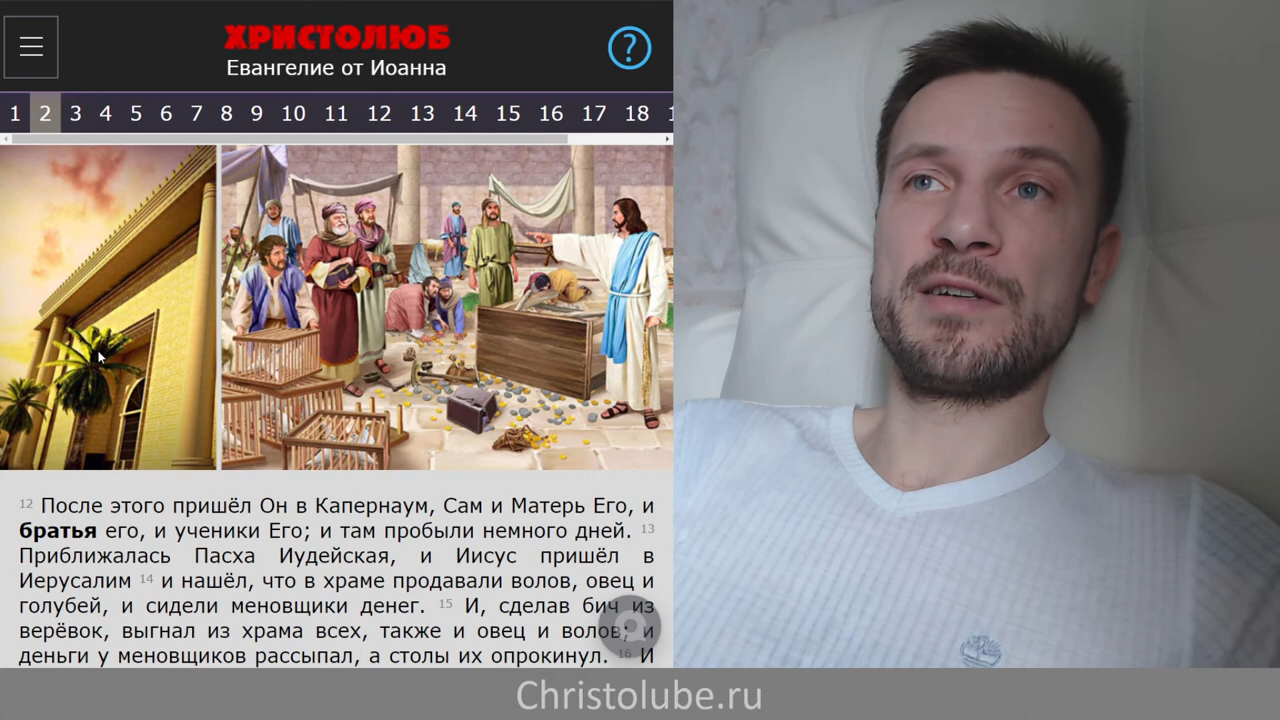 ХРИСТОЛЮБ
Евангелие от Иоанна
?
1 2 3 4 5 6 7 8 9 10 11 12 13 14 15 16 17 18
12 После этого пришёл Он в Капернаум, Сам и Матерь Его, и
братья его, и ученики Его; и там пробыли немного дней. 13
Приближалась Пасха Иудейская, и Иисус пришёл в
Иерусалим 14 и нашёл, что в храме продавали волов, овец и
голубей, и сидели меновщики денег. 15 И, сделав бич из
верёвок, выгнал из храма всех, также и овец и волов; и
деньги у меновщиков рассыпал, а столы их опрокинул. 16 И
Christolube.ru